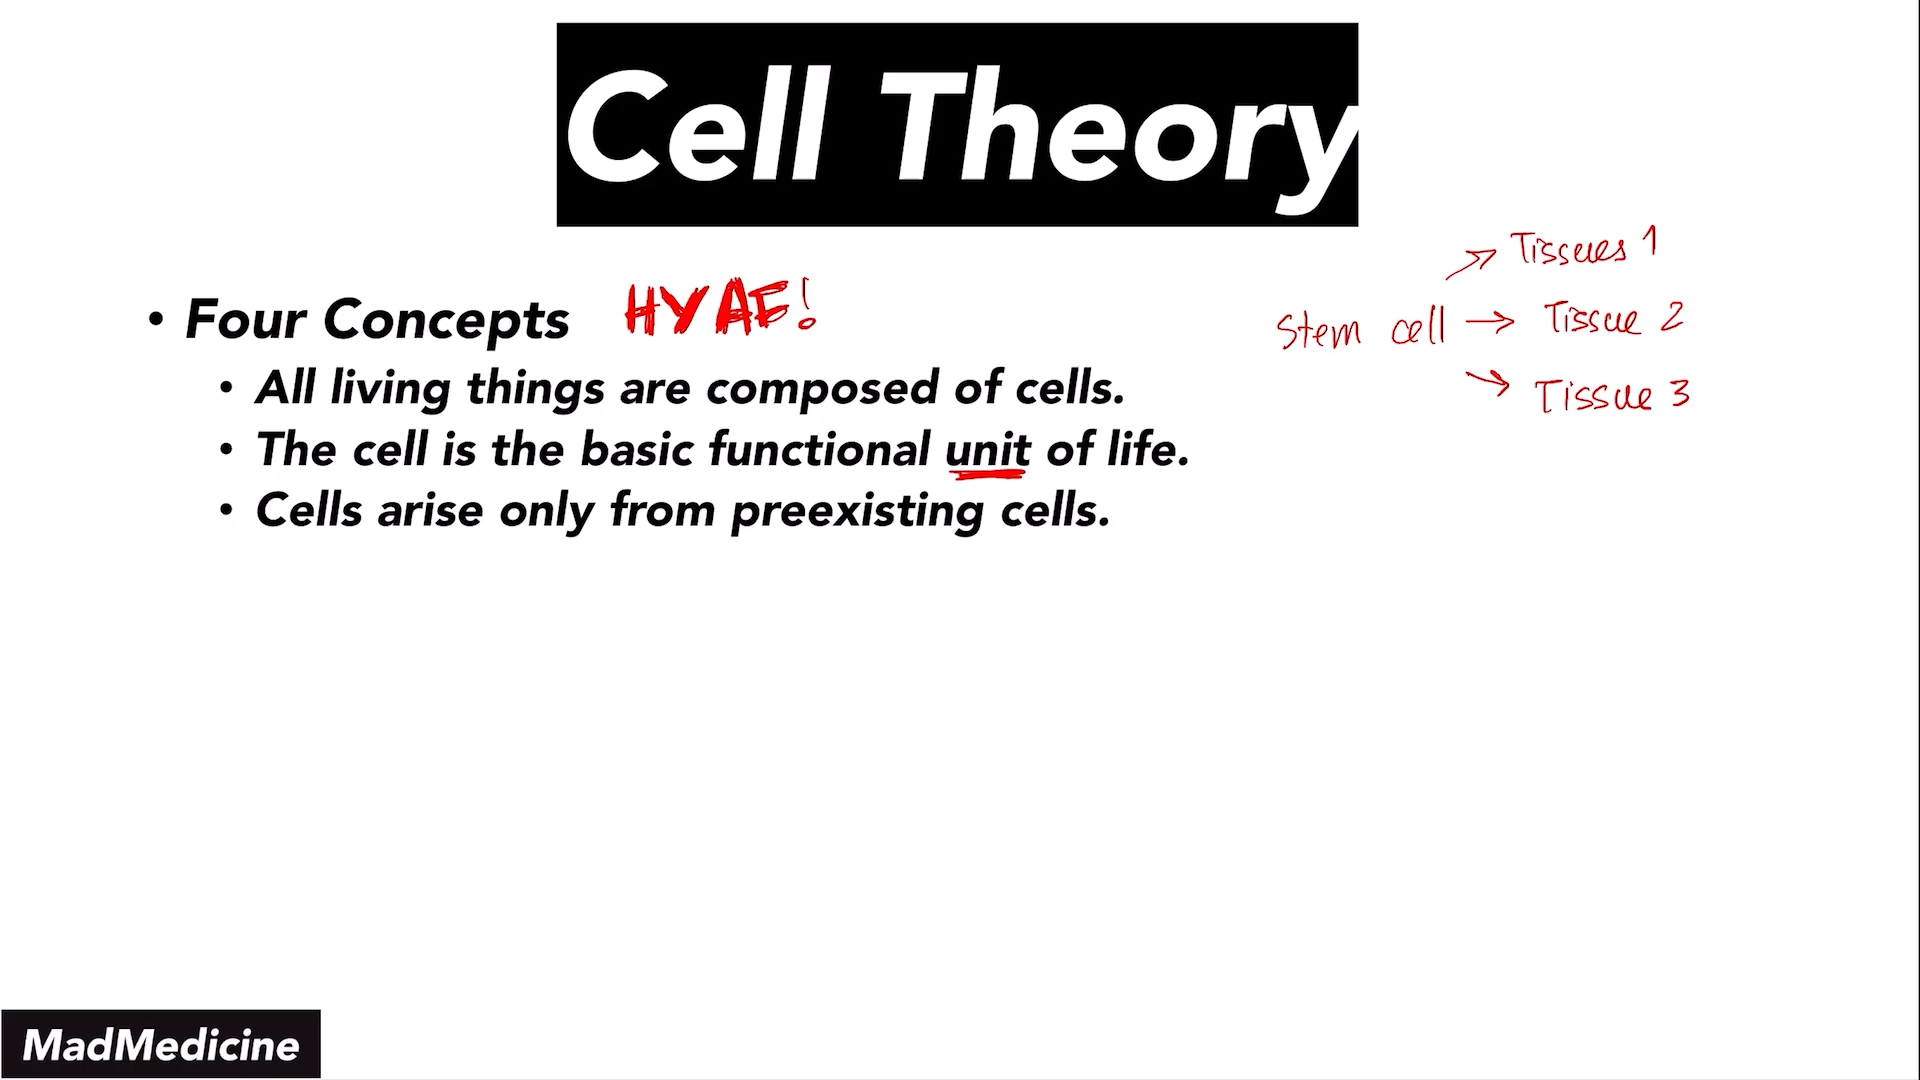 Cell Theory
• Four Concepts HYAE!
• All living things are composed of cells.
• The cell is the basic functional unit of life.
• Cells arise only from preexisting cells.
Tissues 1
Stem cell → Tissue 2
Tissue 3
MadMedicine